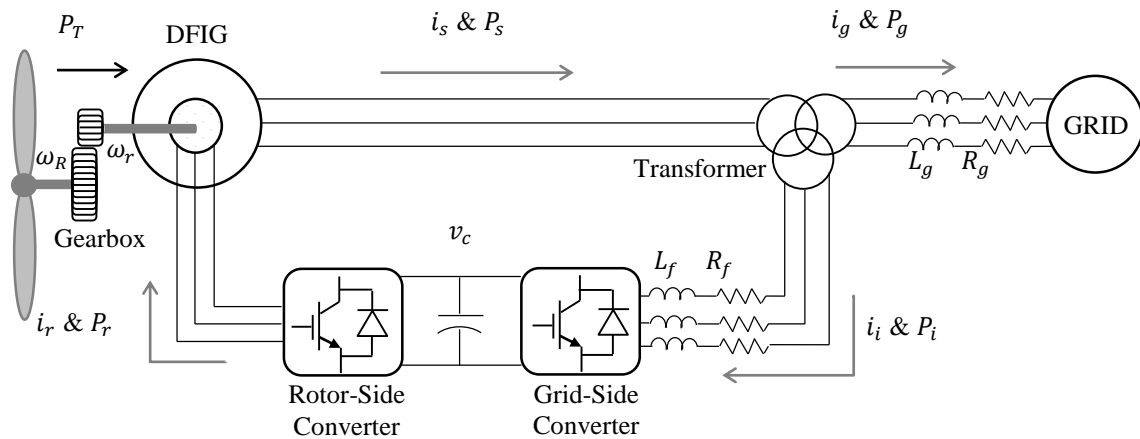 P_T
DFIG
i_s & P_s
i_g & P_g
ω_R
ω_r
GRID
L_g
R_g
Transformer
Gearbox
v_c
L_f
R_f
i_r & P_r
i_i & P_i
Rotor-Side
Converter
Grid-Side
Converter